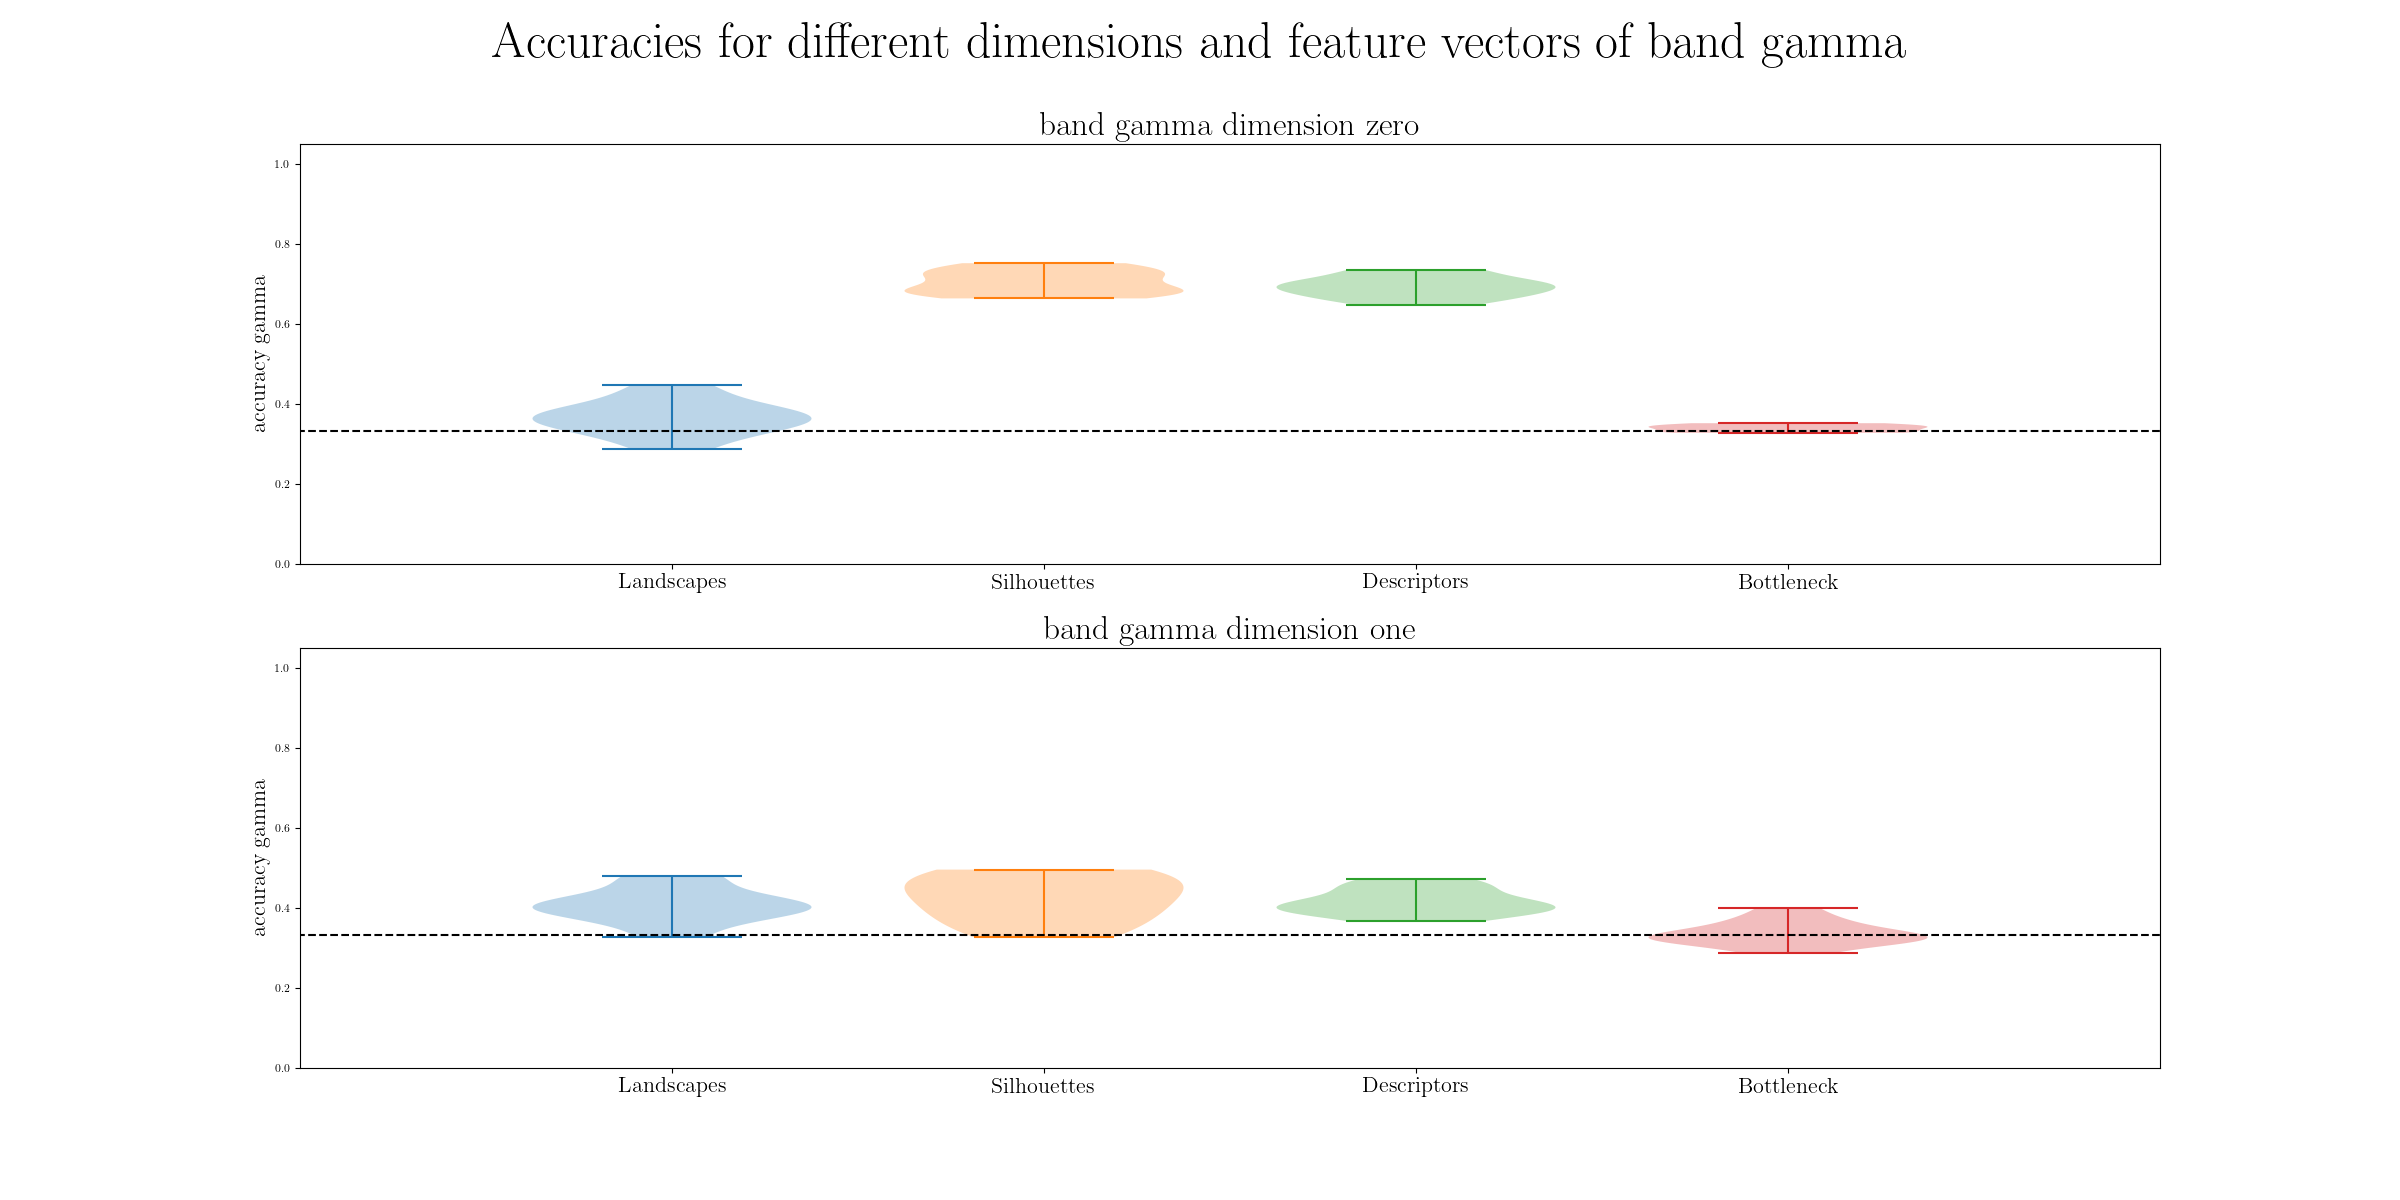 Accuracies for different dimensions and feature vectors of band gamma
band gamma dimension zero
1.0
0.8
0.6
0.4
0.2
0.0
accuracy gamma
Landscapes Silhouettes Descriptors Bottleneck
band gamma dimension one
1.0
0.8
0.6
0.4
0.2
0.0
accuracy gamma
Landscapes Silhouettes Descriptors Bottleneck